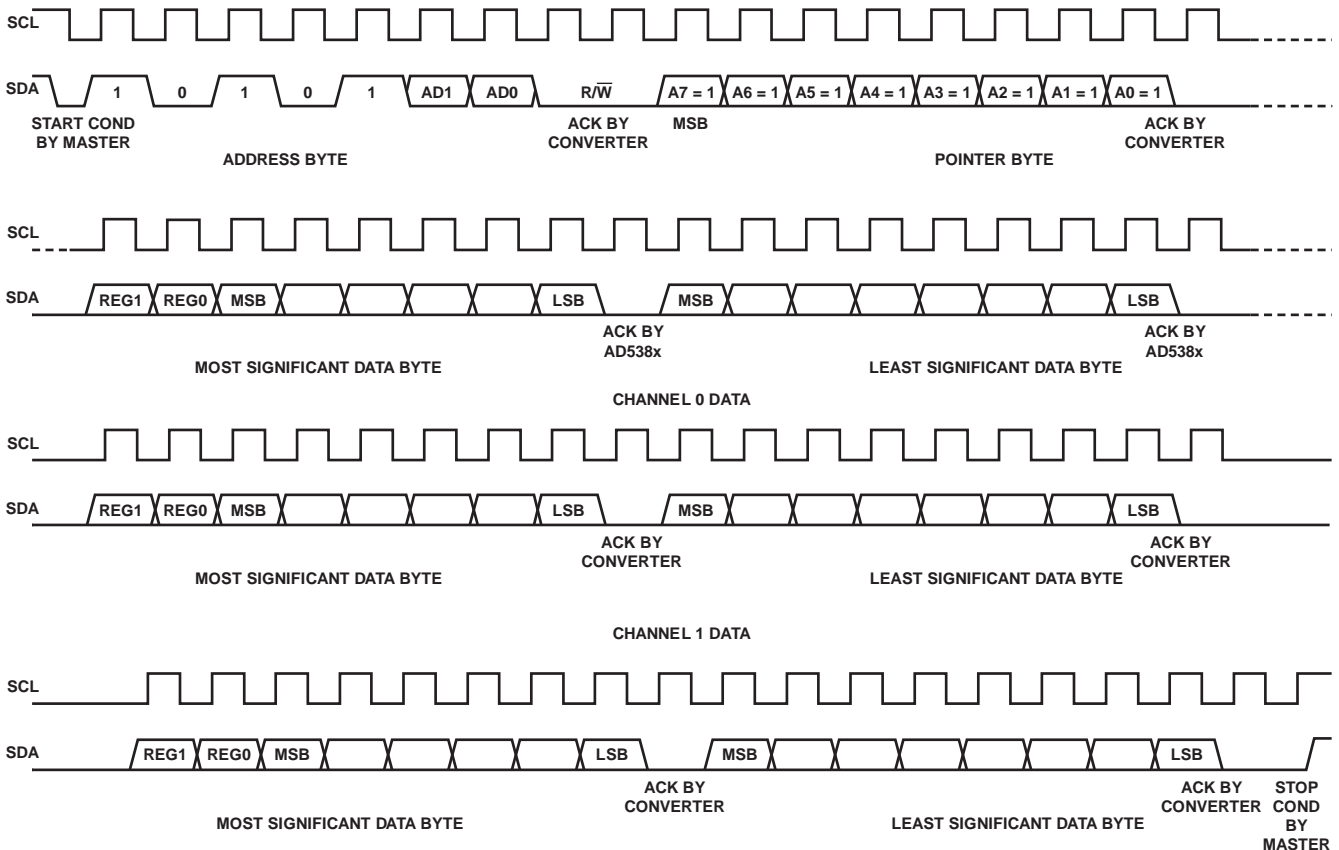 SCL
SDA 1 0 1 0 1 AD1 AD0 R/W̅ A7 = 1 A6 = 1 A5 = 1 A4 = 1 A3 = 1 A2 = 1 A1 = 1 A0 = 1
START COND BY MASTER ACK BY CONVERTER MSB ACK BY CONVERTER
ADDRESS BYTE POINTER BYTE
SCL
SDA REG1 REG0 MSB LSB MSB LSB
ACK BY AD538x ACK BY AD538x
MOST SIGNIFICANT DATA BYTE LEAST SIGNIFICANT DATA BYTE
CHANNEL 0 DATA
SCL
SDA REG1 REG0 MSB LSB MSB LSB
ACK BY CONVERTER ACK BY CONVERTER
MOST SIGNIFICANT DATA BYTE LEAST SIGNIFICANT DATA BYTE
CHANNEL 1 DATA
SCL
SDA REG1 REG0 MSB LSB MSB LSB
ACK BY CONVERTER ACK BY CONVERTER STOP COND BY MASTER
MOST SIGNIFICANT DATA BYTE LEAST SIGNIFICANT DATA BYTE